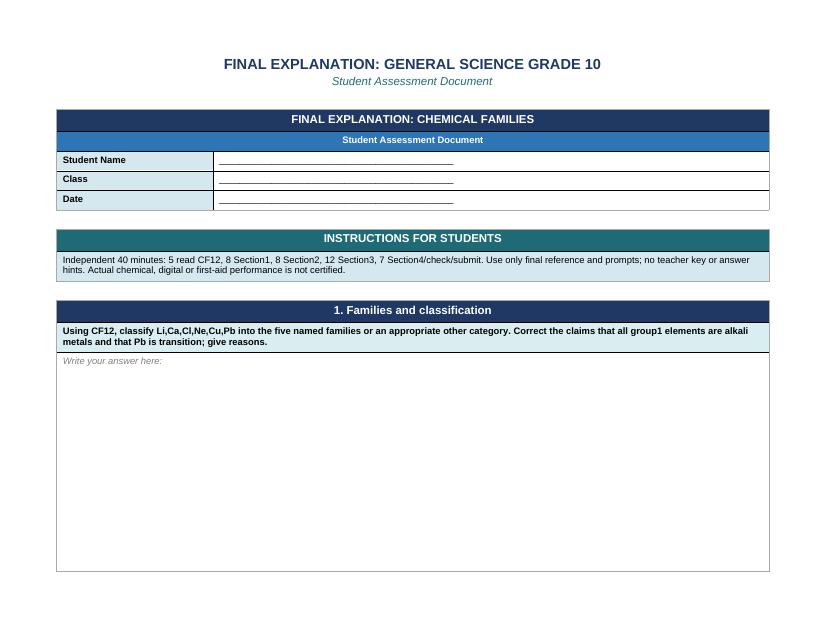 FINAL EXPLANATION: GENERAL SCIENCE GRADE 10
Student Assessment Document
FINAL EXPLANATION: CHEMICAL FAMILIES
Student Assessment Document
Student Name
Class
Date
INSTRUCTIONS FOR STUDENTS
Independent 40 minutes: 5 read CF12, 8 Section1, 8 Section2, 12 Section3, 7 Section4/check/submit. Use only final reference and prompts; no teacher key or answer
hints. Actual chemical, digital or first-aid performance is not certified.
1. Families and classification
Using CF12, classify Li,Ca,Cl,Ne,Cu,Pb into the five named families or an appropriate other category. Correct the claims that all group1 elements are alkali
metals and that Pb is transition; give reasons.
Write your answer here: